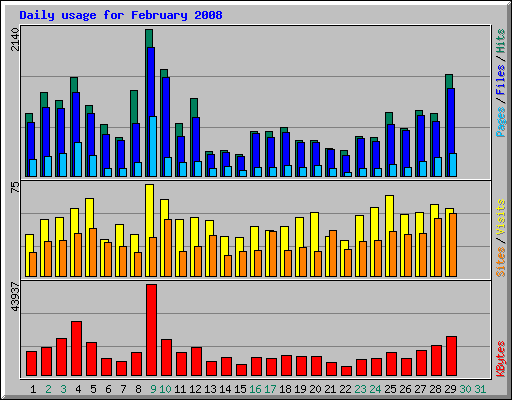 Daily usage for February 2008
2140
Pages / Files / Hits
75
Sites / Visits
43937
KBytes
1 2 3 4 5 6 7 8 9 10 11 12 13 14 15 16 17 18 19 20 21 22 23 24 25 26 27 28 29 30 31